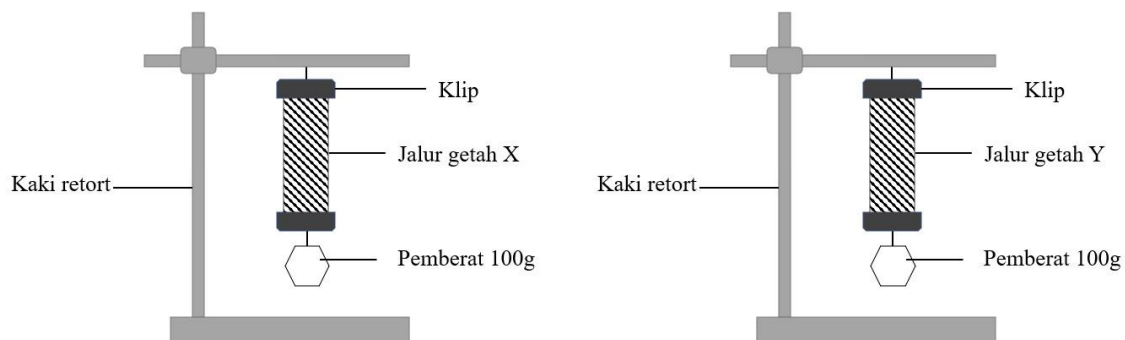 Klip
Jalur getah X
Kaki retort
Pemberat 100g
Klip
Jalur getah Y
Kaki retort
Pemberat 100g